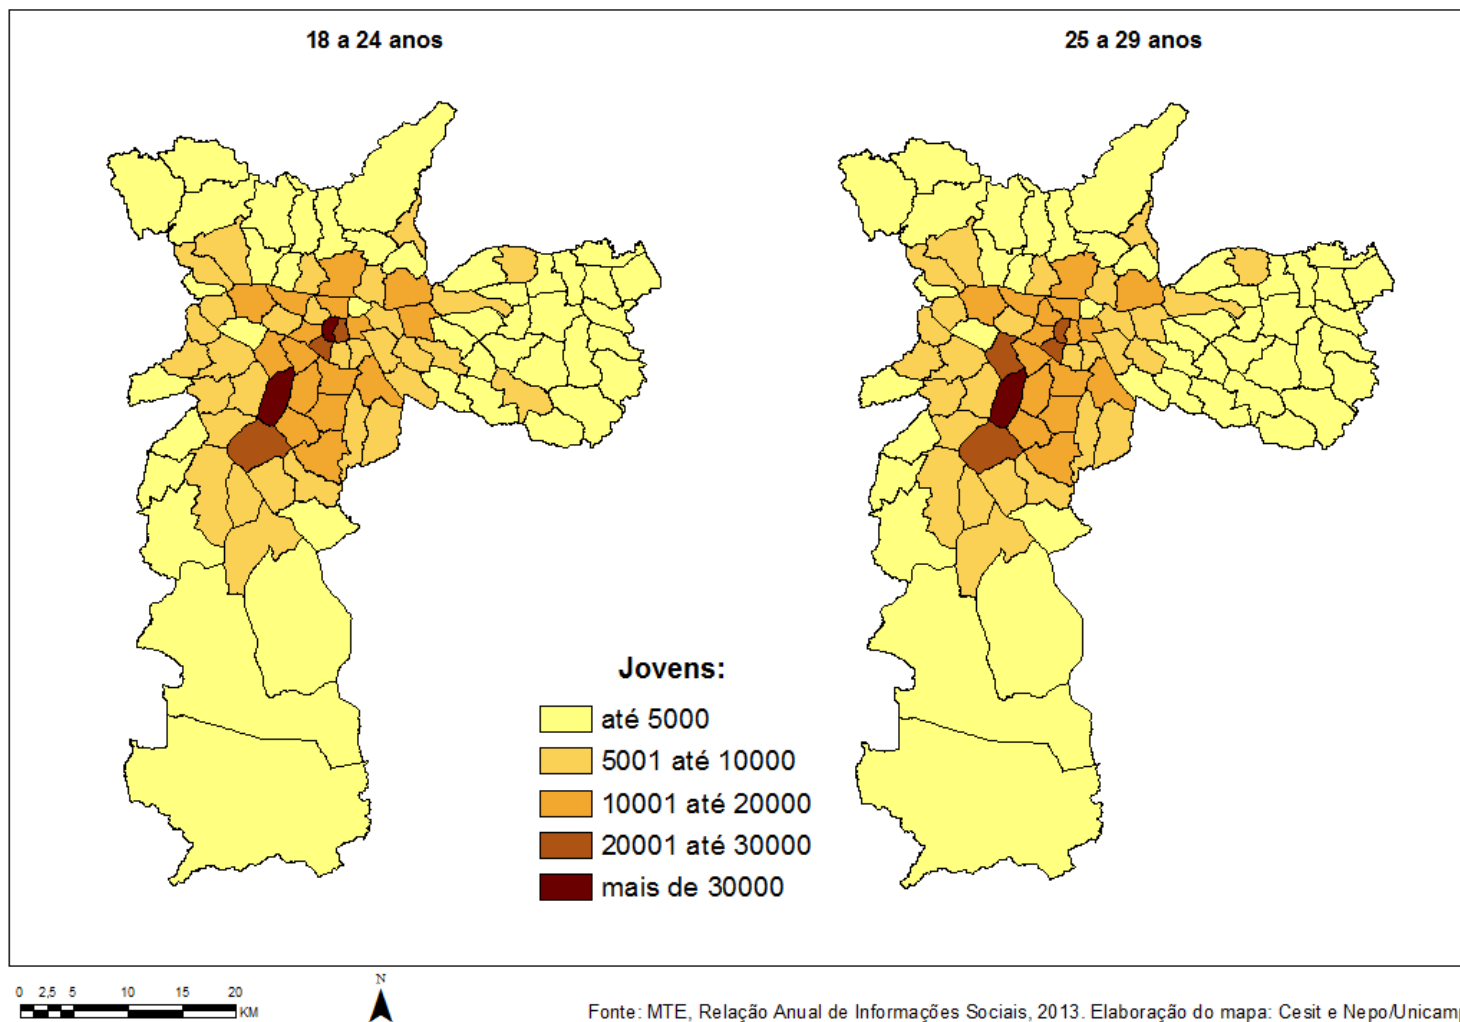 18 a 24 anos
25 a 29 anos
Jovens:
até 5000
5001 até 10000
10001 até 20000
20001 até 30000
mais de 30000
0 2,5 5 10 15 20
KM
N
Fonte: MTE, Relação Anual de Informações Sociais, 2013. Elaboração do mapa: Cesit e Nepo/Unicamp